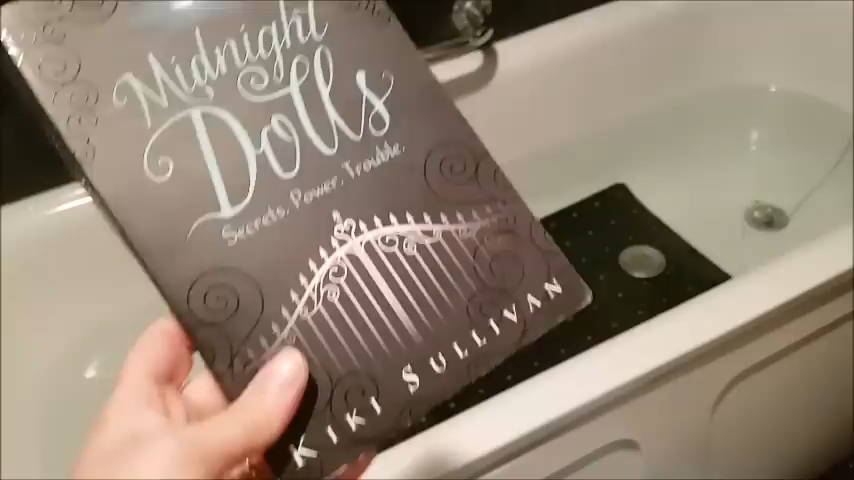 Midnight
Dolls
Secrets. Power. Trouble.
KIKI SULLIVAN